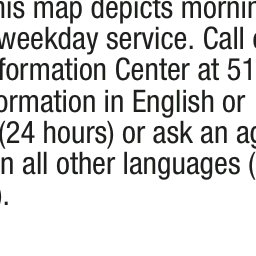 his map depicts mornin
weekday service. Call
formation Center at 51
ormation in English or
(24 hours) or ask an ag
n all other languages (
).